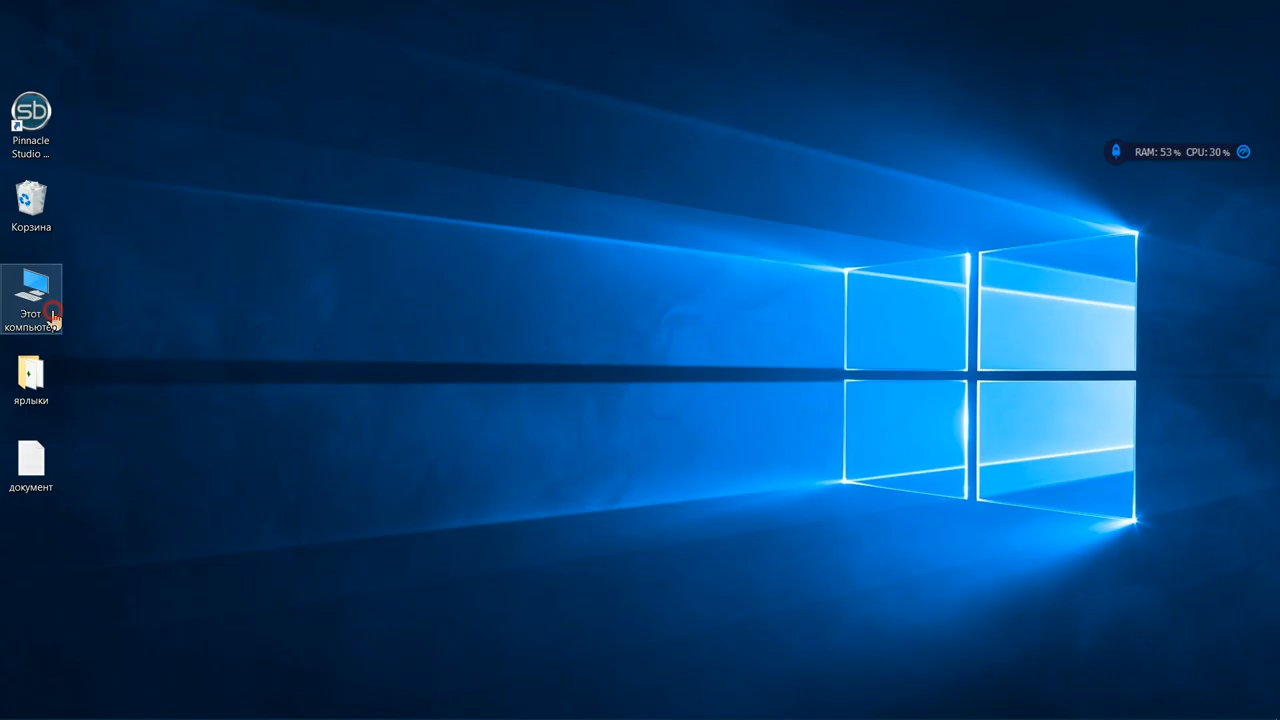 sb
Pinnacle
Studio ...
Корзина
Этот
компьютер
ярлыки
документ
RAM: 53% CPU: 30%